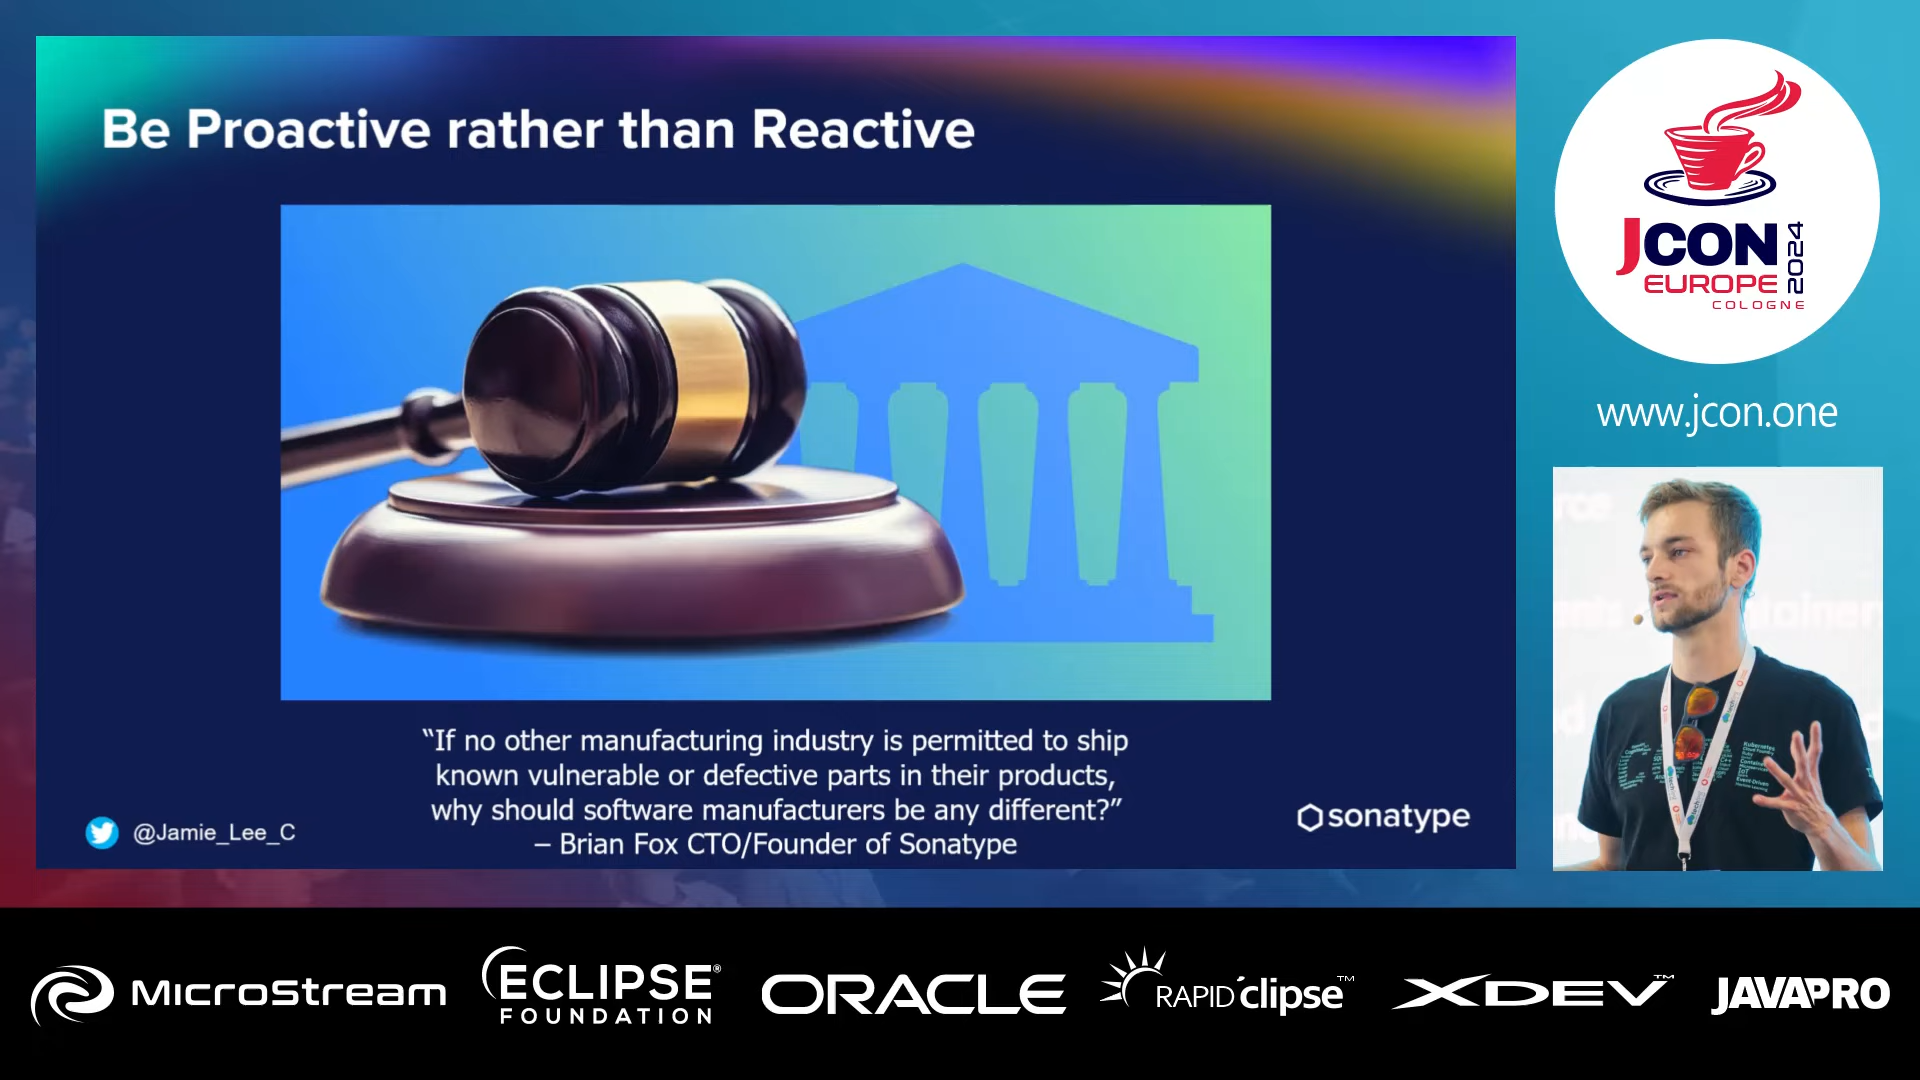 Be Proactive rather than Reactive
“If no other manufacturing industry is permitted to ship
known vulnerable or defective parts in their products,
why should software manufacturers be any different?”
– Brian Fox CTO/Founder of Sonatype
@Jamie_Lee_C
sonatype
JCON
EUROPE
2024
COLOGNE
www.jcon.one
MicroStream
ECLIPSE®
FOUNDATION
ORACLE
RAPID'clipse™
XDEV™
JAVAPRO